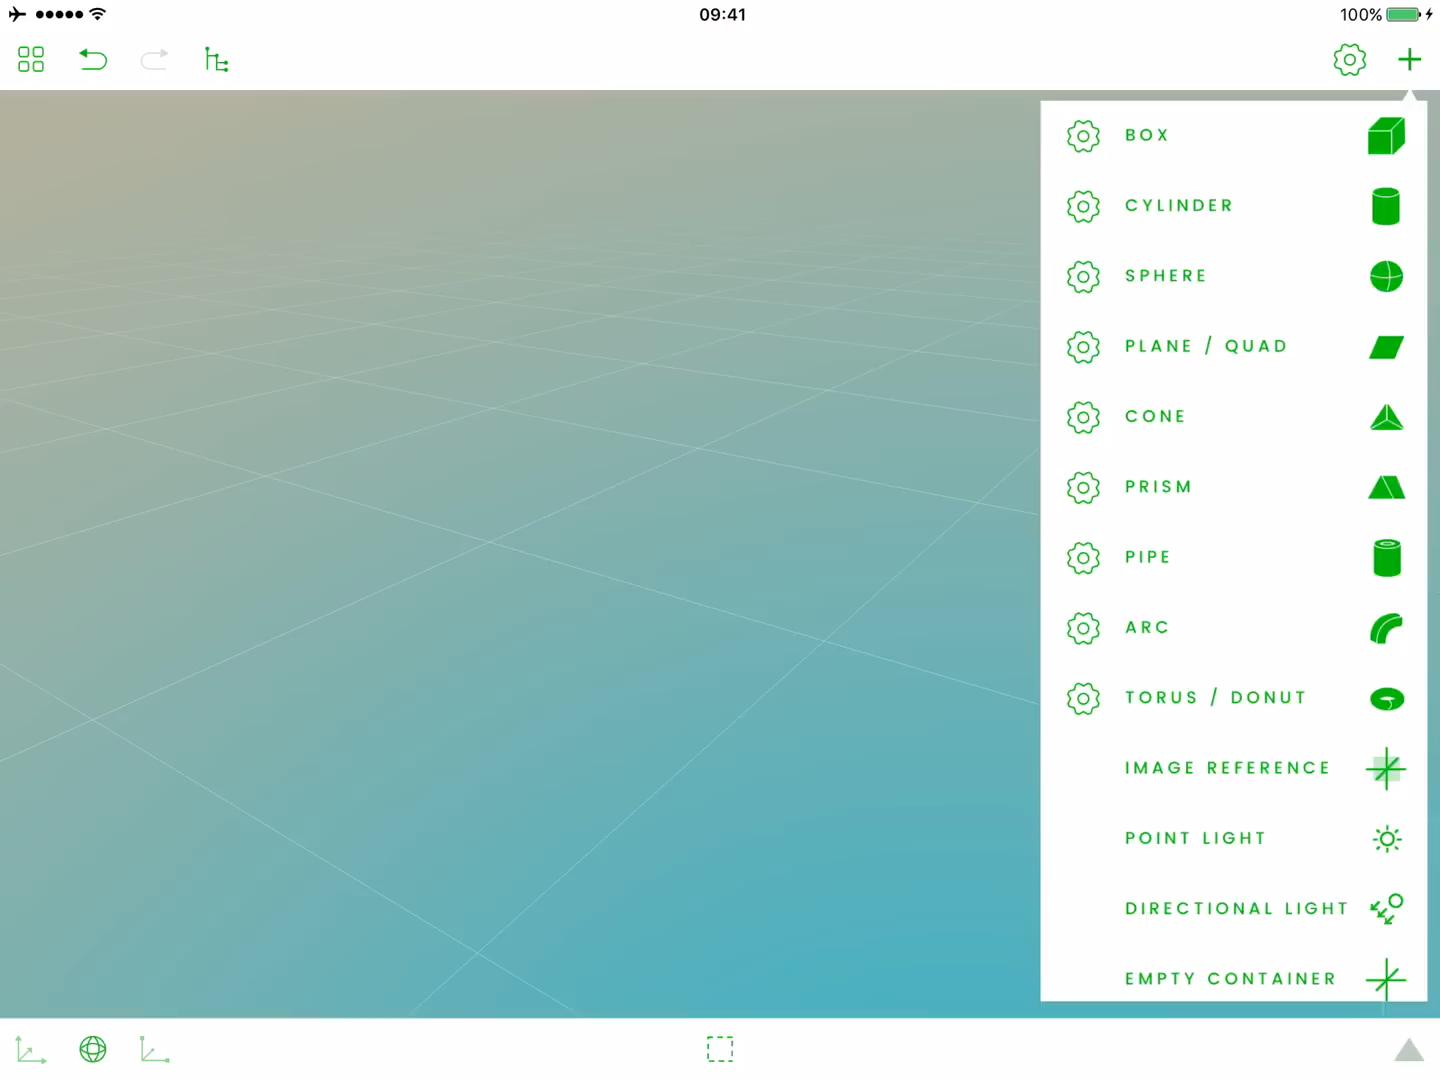 09:41
100%
BOX
CYLINDER
SPHERE
PLANE / QUAD
CONE
PRISM
PIPE
ARC
TORUS / DONUT
IMAGE REFERENCE
POINT LIGHT
DIRECTIONAL LIGHT
EMPTY CONTAINER